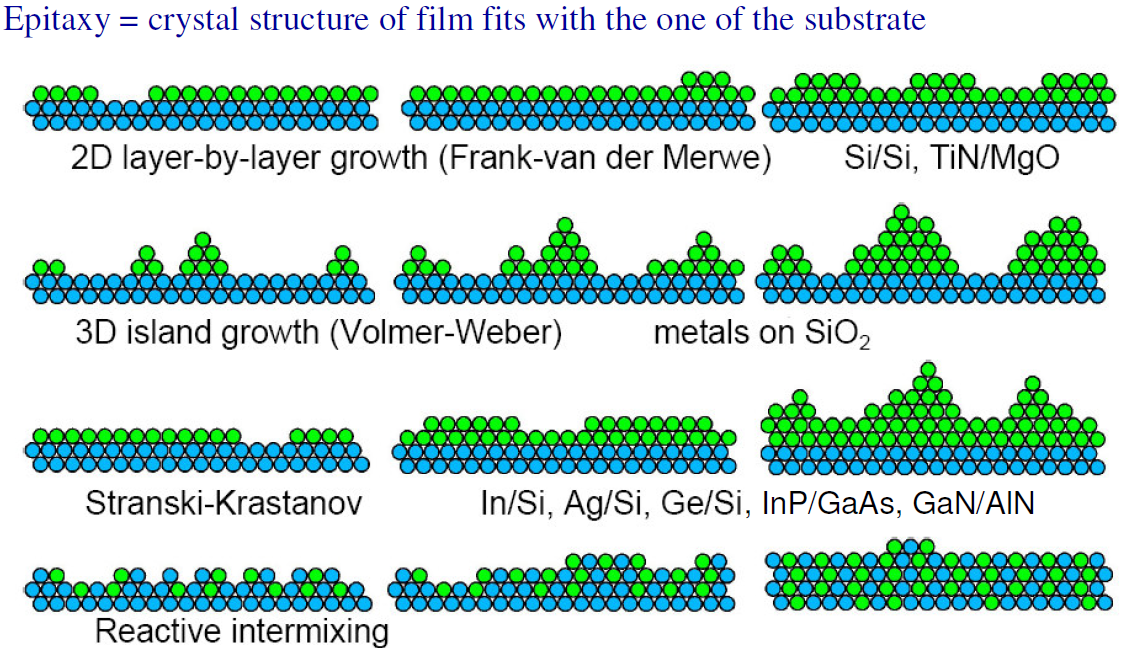 Epitaxy = crystal structure of film fits with the one of the substrate
2D layer-by-layer growth (Frank-van der Merwe) Si/Si, TiN/MgO
3D island growth (Volmer-Weber) metals on SiO₂
Stranski-Krastanov In/Si, Ag/Si, Ge/Si, InP/GaAs, GaN/AlN
Reactive intermixing